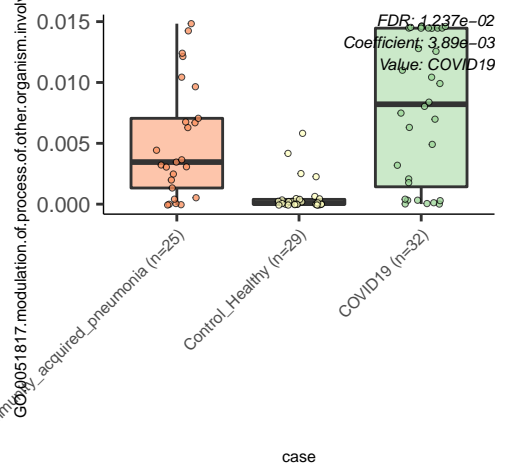 FDR: 1.237e−02
Coefficient: 3.89e−03
Value: COVID19
0.015
0.010
0.005
0.000
GO.0051817.modulation.of.process.of.other.organism.involv
munity_acquired_pneumonia (n=25)
Control_Healthy (n=29)
COVID19 (n=32)
case